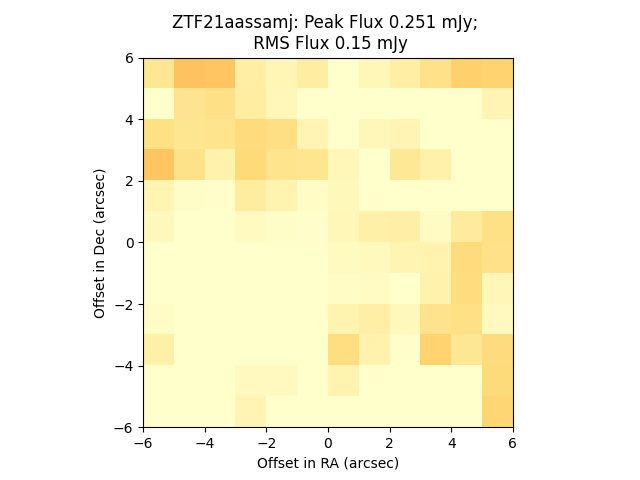 ZTF21aassamj: Peak Flux 0.251 mJy;
RMS Flux 0.15 mJy
6
4
2
0
−2
−4
−6
Offset in Dec (arcsec)
−6 −4 −2 0 2 4 6
Offset in RA (arcsec)